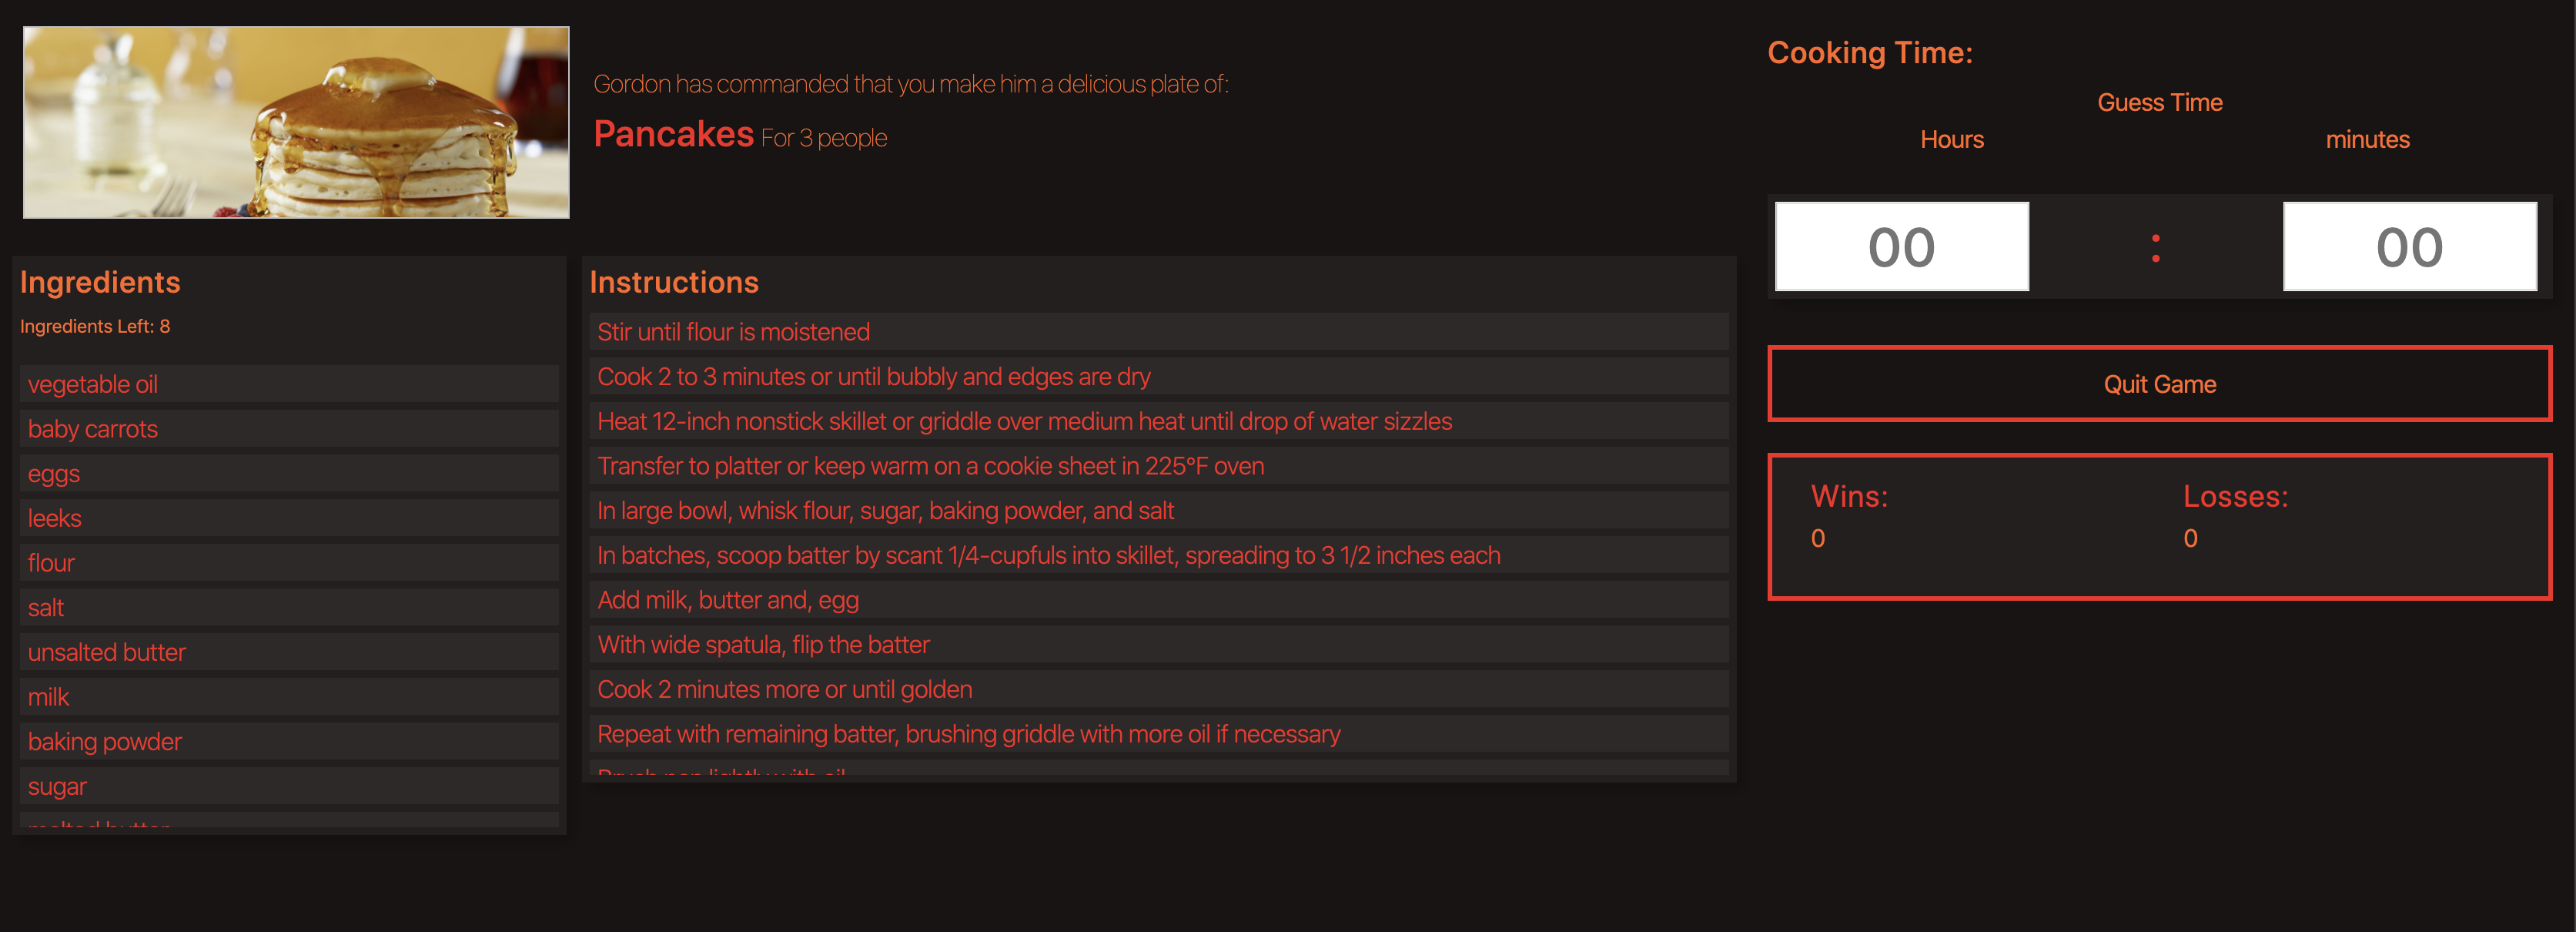 Gordon has commanded that you make him a delicious plate of:
Pancakes For 3 people
Ingredients
Ingredients Left: 8
vegetable oil
baby carrots
eggs
leeks
flour
salt
unsalted butter
milk
baking powder
sugar
melted butter
Instructions
Stir until flour is moistened
Cook 2 to 3 minutes or until bubbly and edges are dry
Heat 12-inch nonstick skillet or griddle over medium heat until drop of water sizzles
Transfer to platter or keep warm on a cookie sheet in 225°F oven
In large bowl, whisk flour, sugar, baking powder, and salt
In batches, scoop batter by scant 1/4-cupfuls into skillet, spreading to 3 1/2 inches each
Add milk, butter and, egg
With wide spatula, flip the batter
Cook 2 minutes more or until golden
Repeat with remaining batter, brushing griddle with more oil if necessary
Brush pan lightly with oil
Cooking Time:
Guess Time
Hours minutes
00 : 00
Quit Game
Wins: Losses:
0 0